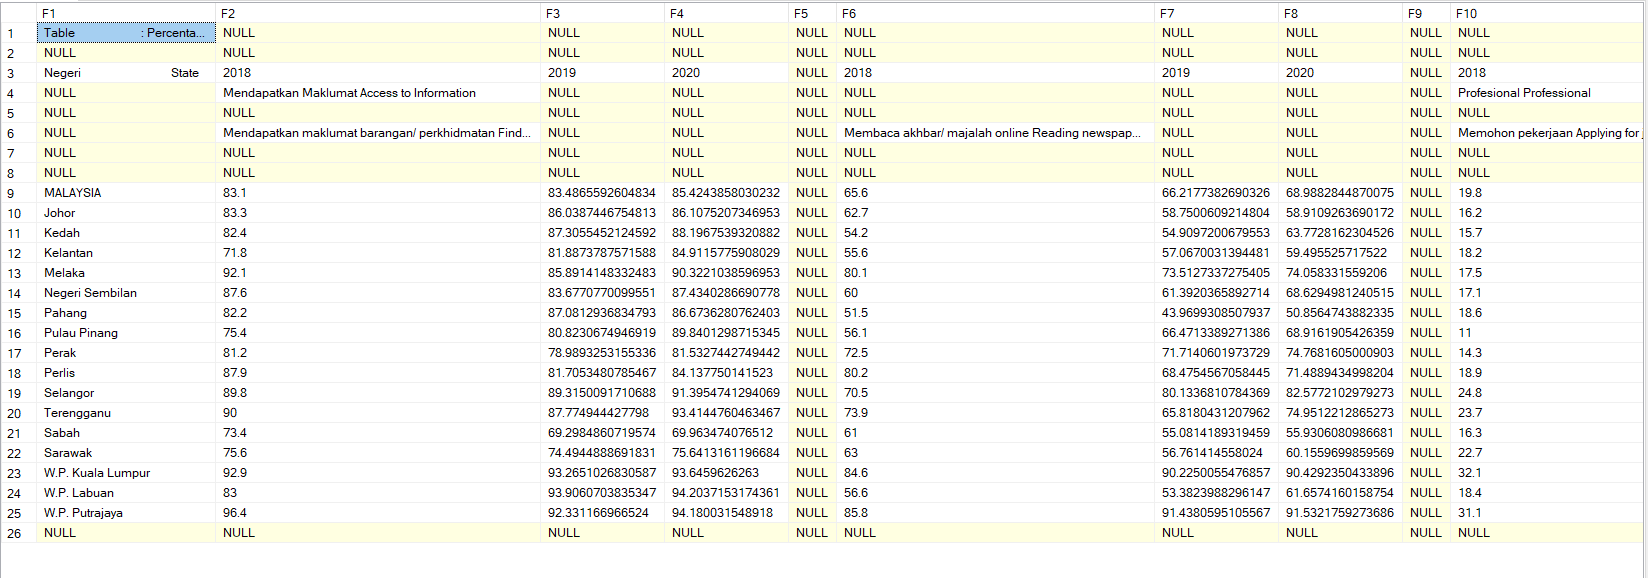 F1 F2 F3 F4 F5 F6 F7 F8 F9 F10
1 Table : Percenta... NULL NULL NULL NULL NULL NULL NULL NULL NULL
2 NULL NULL NULL NULL NULL NULL NULL NULL NULL NULL
3 Negeri State 2018 2019 2020 NULL 2018 2019 2020 NULL 2018
4 NULL Mendapatkan Maklumat Access to Information NULL NULL NULL NULL NULL NULL NULL Profesional Professional
5 NULL NULL NULL NULL NULL NULL NULL NULL NULL NULL
6 NULL Mendapatkan maklumat barangan/ perkhidmatan Find... NULL NULL NULL Membaca akhbar/ majalah online Reading newspap... NULL NULL NULL Memohon pekerjaan Applying for
7 NULL NULL NULL NULL NULL NULL NULL NULL NULL NULL
8 NULL NULL NULL NULL NULL NULL NULL NULL NULL NULL
9 MALAYSIA 83.1 83.4865592604834 85.4243858030232 NULL 65.6 66.2177382690326 68.9882844870075 NULL 19.8
10 Johor 83.3 86.0387446754813 86.1075207346953 NULL 62.7 58.7500609214804 58.9109263690172 NULL 16.2
11 Kedah 82.4 87.3055452124592 88.1967539320882 NULL 54.2 54.9097200679553 63.7728162304526 NULL 15.7
12 Kelantan 71.8 81.8873787571588 84.9115775908029 NULL 55.6 57.0670031394481 59.495525717522 NULL 18.2
13 Melaka 92.1 85.8914148332483 90.3221038596953 NULL 80.1 73.5127337275405 74.058331559206 NULL 17.5
14 Negeri Sembilan 87.6 83.6770770099551 87.4340286690778 NULL 60 61.3920365892714 68.6294981240515 NULL 17.1
15 Pahang 82.2 87.0812936834793 86.6736280762403 NULL 51.5 43.9699308507937 50.8564743882335 NULL 18.6
16 Pulau Pinang 75.4 80.8230674946919 89.8401298715345 NULL 56.1 66.4713389271386 68.9161905426359 NULL 11
17 Perak 81.2 78.9893253155336 81.5327442749442 NULL 72.5 71.7140601973729 74.7681605000903 NULL 14.3
18 Perlis 87.9 81.7053480785467 84.137750141523 NULL 80.2 68.4754567058445 71.4889434998204 NULL 18.9
19 Selangor 89.8 89.3150091710688 91.3954741294069 NULL 70.5 80.1336810784369 82.5772102979273 NULL 24.8
20 Terengganu 90 87.774944427798 93.4144760463467 NULL 73.9 65.8180431207962 74.9512212865273 NULL 23.7
21 Sabah 73.4 69.2984860719574 69.963474076512 NULL 61 55.0814189319459 55.9306080986681 NULL 16.3
22 Sarawak 75.6 74.4944888691831 75.6413161196684 NULL 63 56.761414558024 60.1559699859569 NULL 22.7
23 W.P. Kuala Lumpur 92.9 93.2651026830587 93.6459626263 NULL 84.6 90.2250055476857 90.4292350433896 NULL 32.1
24 W.P. Labuan 83 93.9060703835347 94.2037153174361 NULL 56.6 53.3823988296147 61.6574160158754 NULL 18.4
25 W.P. Putrajaya 96.4 92.331166966524 94.180031548918 NULL 85.8 91.4380595105567 91.5321759273686 NULL 31.1
26 NULL NULL NULL NULL NULL NULL NULL NULL NULL NULL